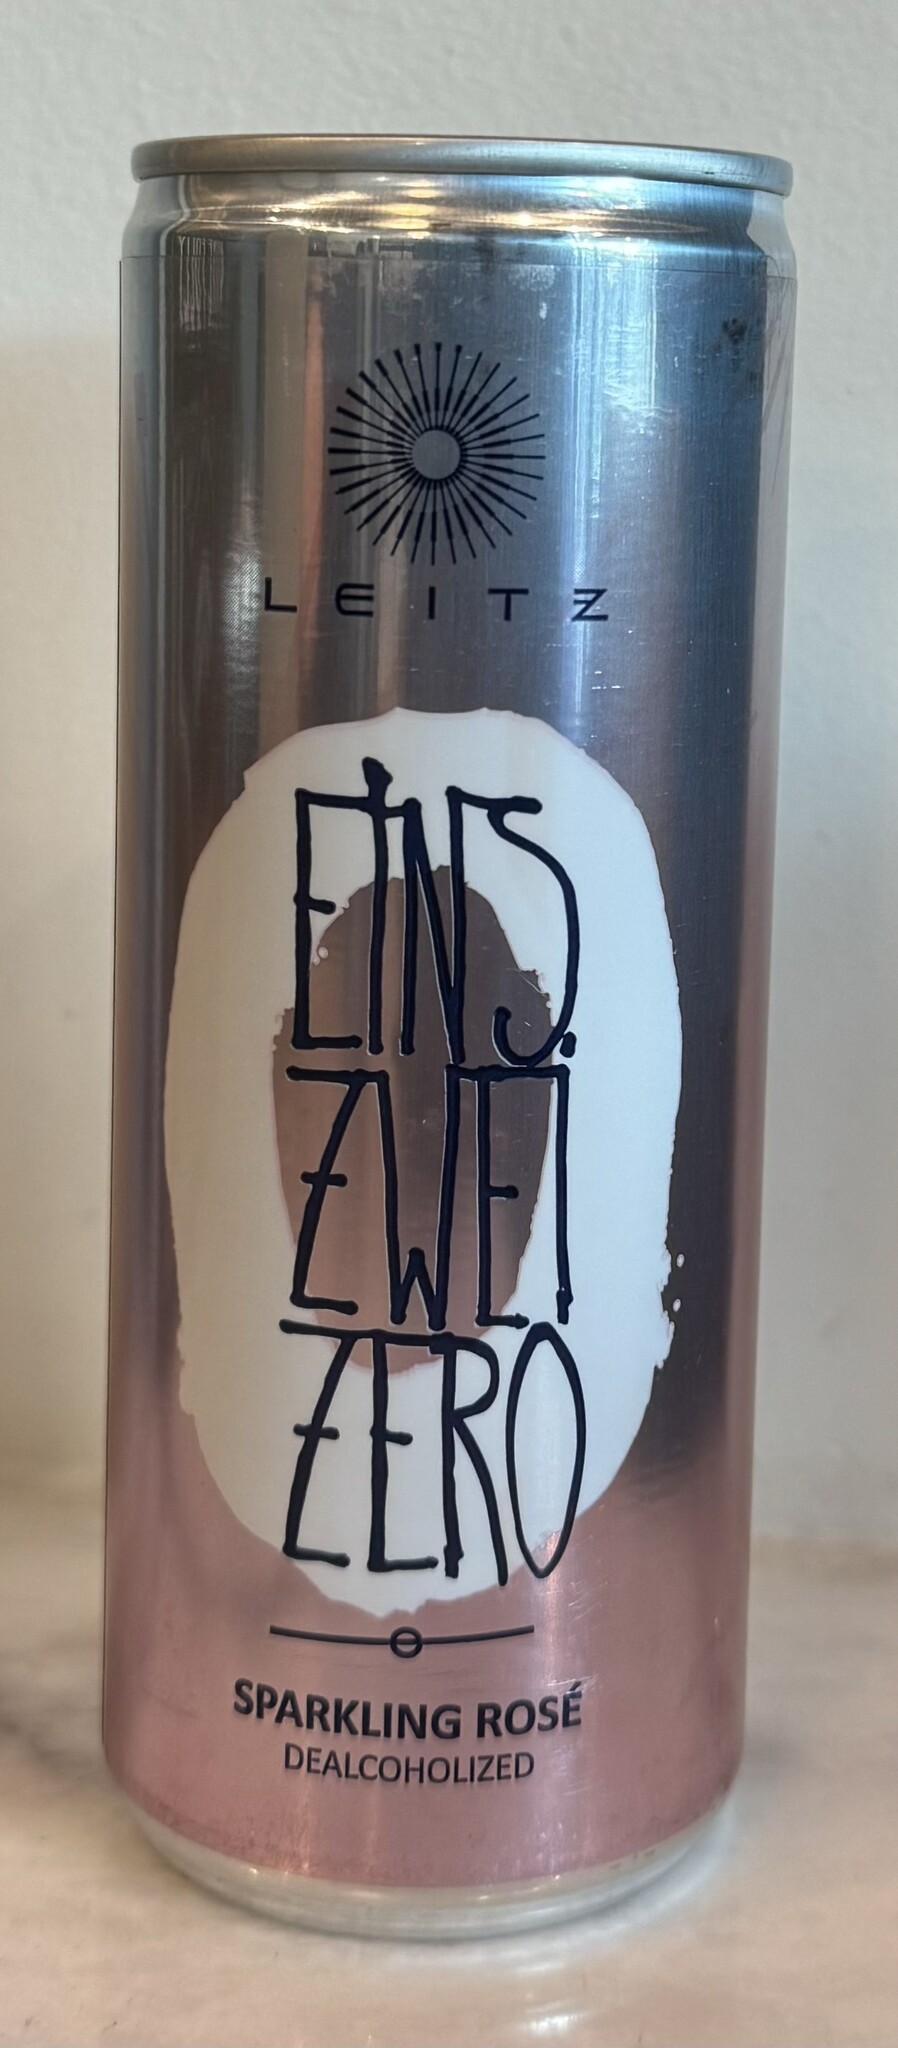 LEITZ
EINS.
ZWEI
ZERO
SPARKLING ROSÉ
DEALCOHOLIZED